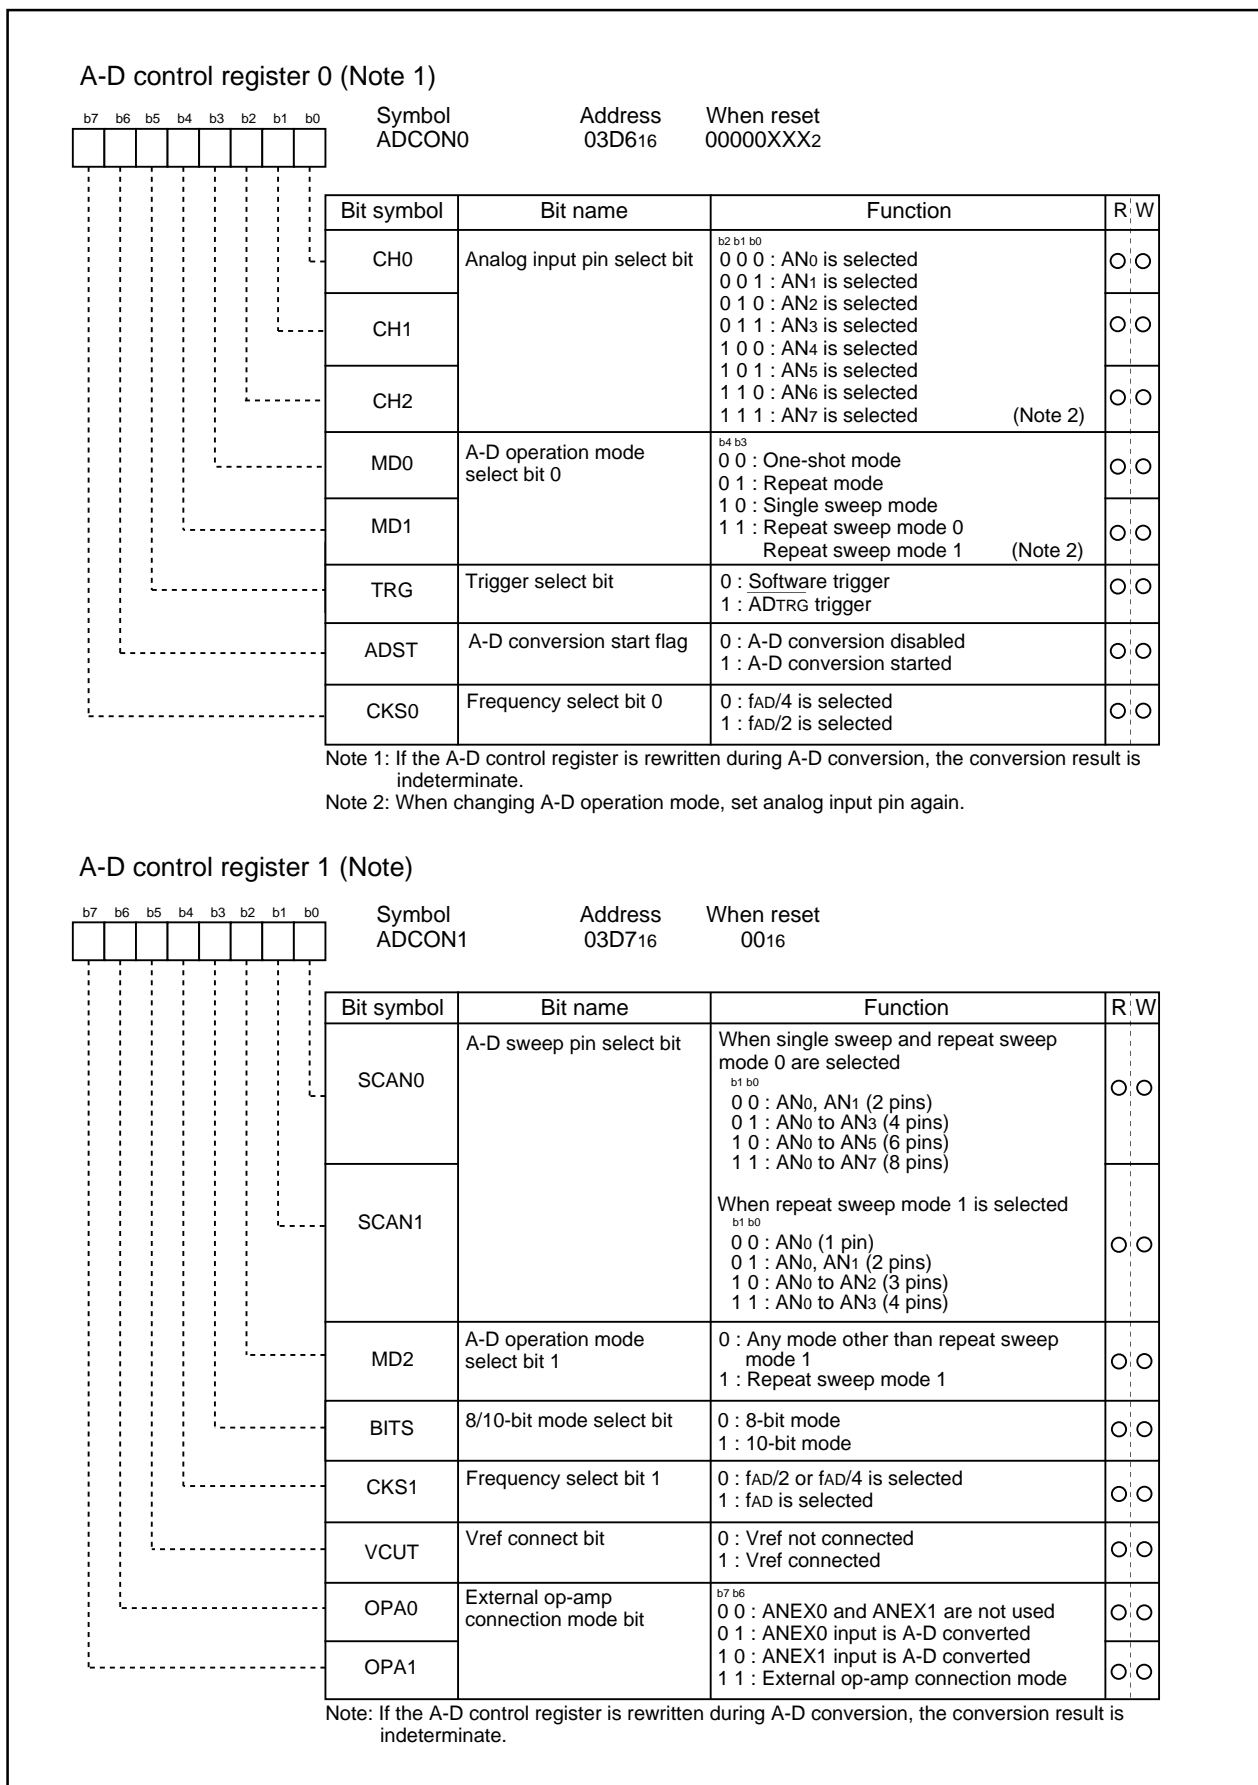 A-D control register 0 (Note 1)
b7 b6 b5 b4 b3 b2 b1 b0
Symbol Address When reset
ADCON0 03D616 00000XXX2
Bit symbol Bit name Function R W
CH0 Analog input pin select bit
b2 b1 b0
0 0 0 : AN0 is selected
0 0 1 : AN1 is selected
0 1 0 : AN2 is selected
CH1
0 1 1 : AN3 is selected
1 0 0 : AN4 is selected
1 0 1 : AN5 is selected
CH2
1 1 0 : AN6 is selected
1 1 1 : AN7 is selected (Note 2)
MD0 A-D operation mode
select bit 0
b4 b3
0 0 : One-shot mode
0 1 : Repeat mode
MD1
1 0 : Single sweep mode
1 1 : Repeat sweep mode 0
Repeat sweep mode 1 (Note 2)
TRG Trigger select bit
0 : Software trigger
1 : ADTRG trigger
ADST A-D conversion start flag
0 : A-D conversion disabled
1 : A-D conversion started
CKS0 Frequency select bit 0
0 : fAD/4 is selected
1 : fAD/2 is selected
Note 1: If the A-D control register is rewritten during A-D conversion, the conversion result is
indeterminate.
Note 2: When changing A-D operation mode, set analog input pin again.
A-D control register 1 (Note)
b7 b6 b5 b4 b3 b2 b1 b0
Symbol Address When reset
ADCON1 03D716 0016
Bit symbol Bit name Function R W
SCAN0 A-D sweep pin select bit
When single sweep and repeat sweep
mode 0 are selected
b1 b0
0 0 : AN0, AN1 (2 pins)
0 1 : AN0 to AN3 (4 pins)
1 0 : AN0 to AN5 (6 pins)
1 1 : AN0 to AN7 (8 pins)
SCAN1
When repeat sweep mode 1 is selected
b1 b0
0 0 : AN0 (1 pin)
0 1 : AN0, AN1 (2 pins)
1 0 : AN0 to AN2 (3 pins)
1 1 : AN0 to AN3 (4 pins)
MD2 A-D operation mode
select bit 1
0 : Any mode other than repeat sweep
mode 1
1 : Repeat sweep mode 1
BITS 8/10-bit mode select bit
0 : 8-bit mode
1 : 10-bit mode
CKS1 Frequency select bit 1
0 : fAD/2 or fAD/4 is selected
1 : fAD is selected
VCUT Vref connect bit
0 : Vref not connected
1 : Vref connected
OPA0 External op-amp
connection mode bit
b7 b6
0 0 : ANEX0 and ANEX1 are not used
0 1 : ANEX0 input is A-D converted
OPA1
1 0 : ANEX1 input is A-D converted
1 1 : External op-amp connection mode
Note: If the A-D control register is rewritten during A-D conversion, the conversion result is
indeterminate.